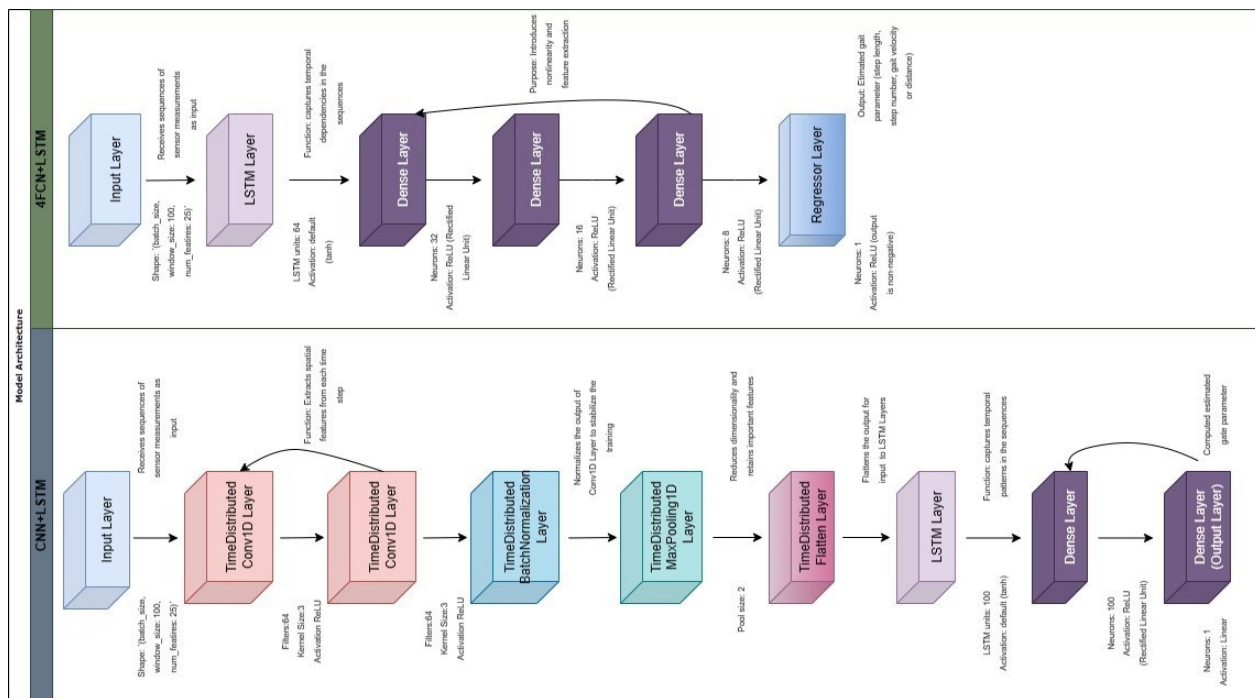 Model Architecture
CNN+LSTM
Input Layer
Shape: '(batch_size,
window_size: 100,
num_featires: 25)'
Receives sequences of
sensor measurements as
input
TimeDistributed
Conv1D Layer
Filters:64
Kernel Size:3
Activation ReLU
Function: Extracts spatial
features from each time
step
TimeDistributed
Conv1D Layer
Filters:64
Kernel Size:3
Activation ReLU
TimeDistributed
BatchNormalization
Layer
Normalizes the output of
Conv1D Layer to stabilize the
training
TimeDistributed
MaxPooling1D
Layer
Pool size: 2
Reduces dimensionality and
retains important features
TimeDistributed
Flatten Layer
Flattens the output for
input to LSTM Layers
LSTM Layer
LSTM units: 100
Activation: default (tanh)
Function: captures temporal
patterns in the sequences
Dense Layer
Neurons: 100
Activation: ReLU
(Rectified Linear Unit)
Dense Layer
(Output Layer)
Neurons: 1
Activation: Linear
Computed estimated
gate parameter
4FCN+LSTM
Input Layer
Shape: '(batch_size,
window_size: 100,
num_featires: 25)'
Receives sequences of
sensor measurements
as input
LSTM Layer
LSTM units: 64
Activation: default
(tanh)
Function: captures temporal
dependencies in the
sequences
Dense Layer
Neurons: 32
Activation: ReLU (Rectified
Linear Unit)
Dense Layer
Neurons: 16
Activation: ReLU
(Rectified Linear Unit)
Purpose: Introduces
nonlinearity and
feature extraction
Dense Layer
Neurons: 8
Activation: ReLU
(Rectified Linear Unit)
Regressor Layer
Neurons: 1
Activation: ReLU (output
is non-negative)
Output: Etimated gait
parameter (step length,
step number, gait velocity
or distance)